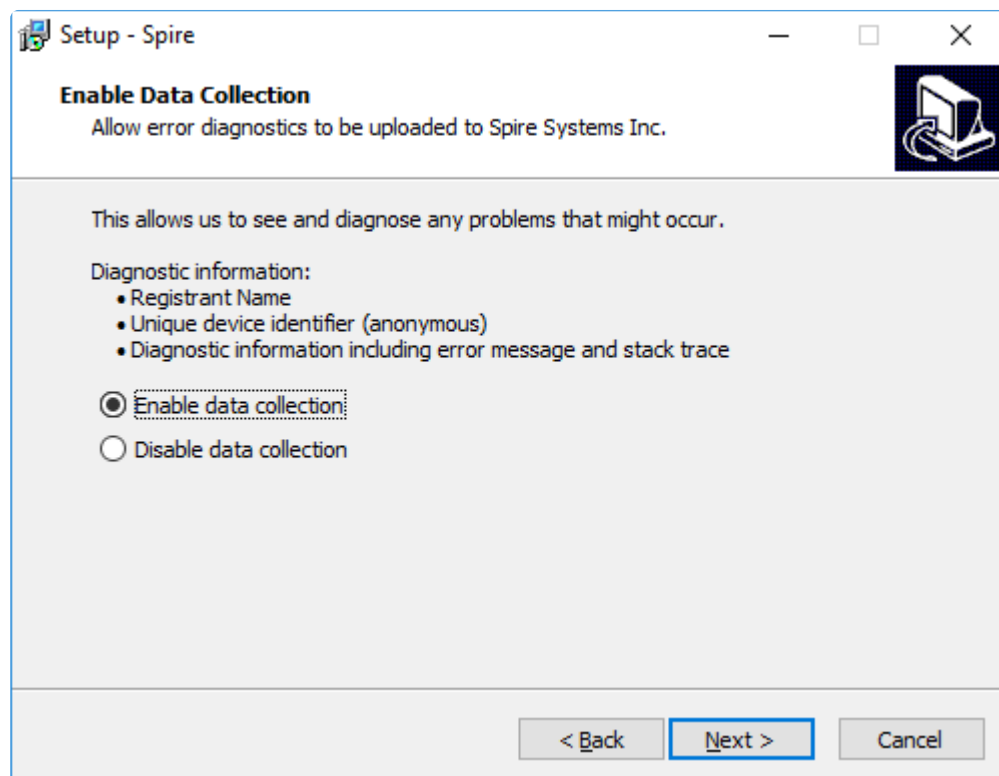 Setup - Spire
Enable Data Collection
Allow error diagnostics to be uploaded to Spire Systems Inc.
This allows us to see and diagnose any problems that might occur.
Diagnostic information:
• Registrant Name
• Unique device identifier (anonymous)
• Diagnostic information including error message and stack trace
Enable data collection
Disable data collection
< Back Next > Cancel